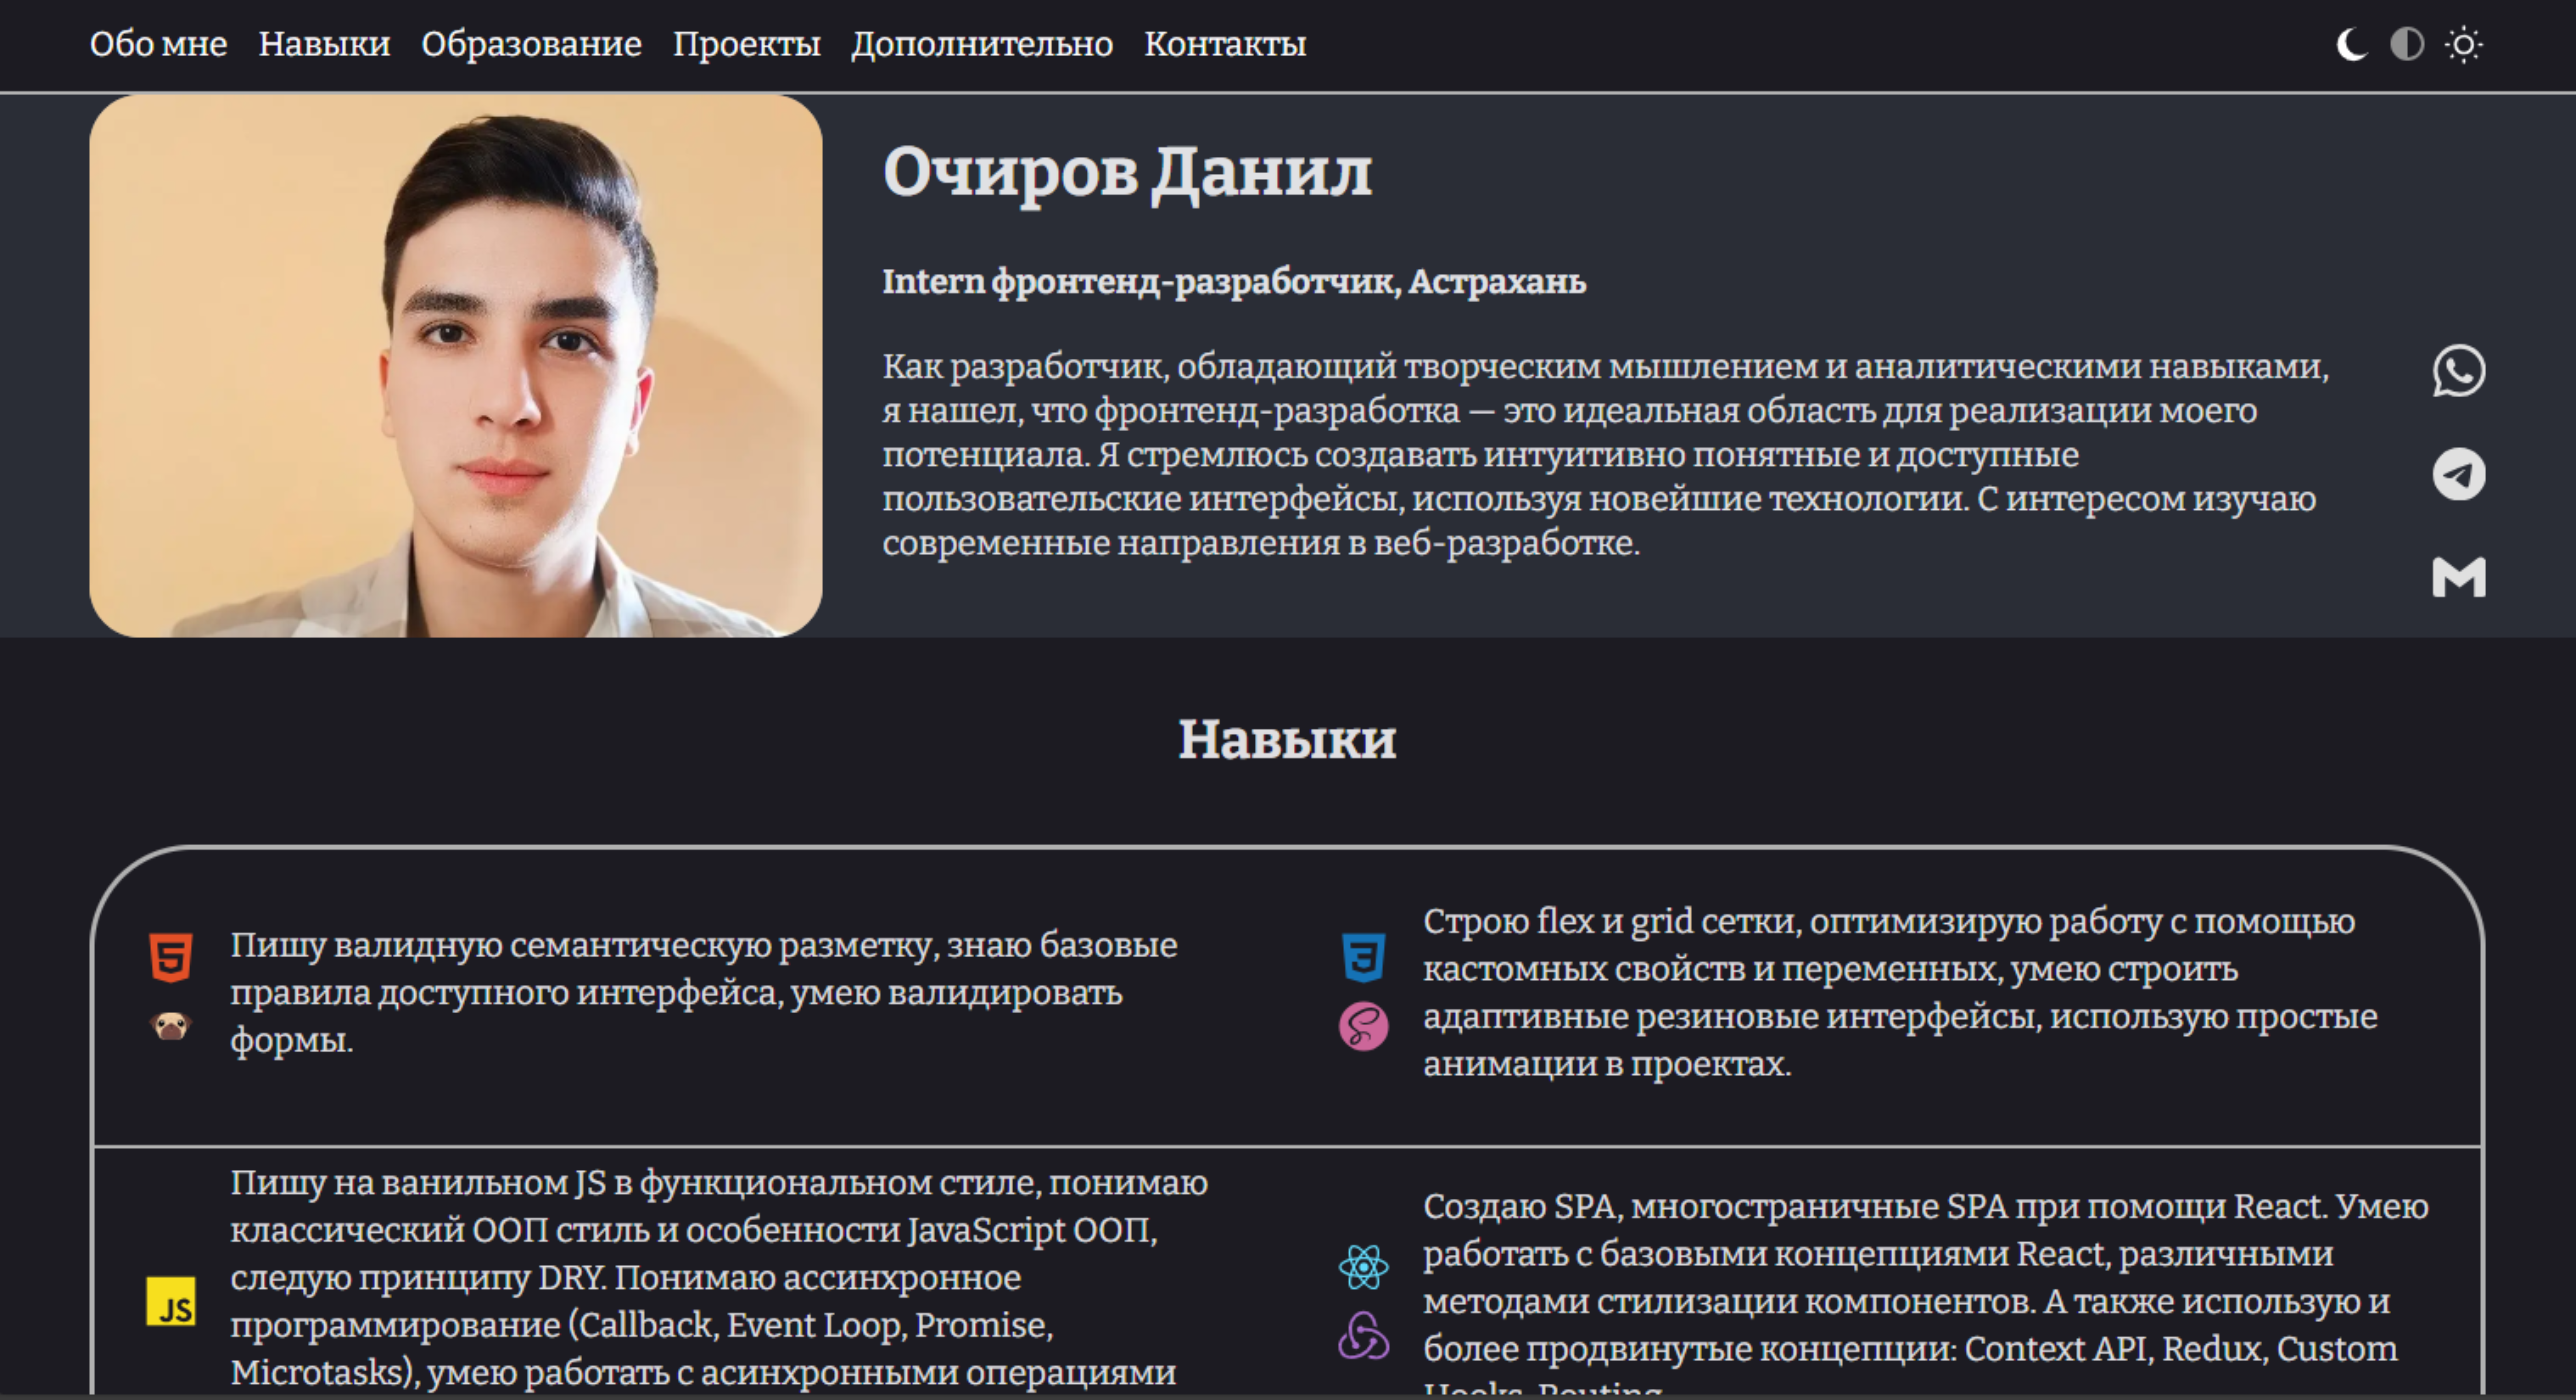 Обо мне Навыки Образование Проекты Дополнительно Контакты
Очиров Данил
Intern фронтенд-разработчик, Астрахань
Как разработчик, обладающий творческим мышлением и аналитическими навыками,
я нашел, что фронтенд-разработка — это идеальная область для реализации моего
потенциала. Я стремлюсь создавать интуитивно понятные и доступные
пользовательские интерфейсы, используя новейшие технологии. С интересом изучаю
современные направления в веб-разработке.
Навыки
Пишу валидную семантическую разметку, знаю базовые
правила доступного интерфейса, умею валидировать
формы.
Строю flex и grid сетки, оптимизирую работу с помощью
кастомных свойств и переменных, умею строить
адаптивные резиновые интерфейсы, использую простые
анимации в проектах.
JS
Пишу на ванильном JS в функциональном стиле, понимаю
классический ООП стиль и особенности JavaScript ООП,
следую принципу DRY. Понимаю ассинхронное
программирование (Callback, Event Loop, Promise,
Microtasks), умею работать с асинхронными операциями
Создаю SPA, многостраничные SPA при помощи React. Умею
работать с базовыми концепциями React, различными
методами стилизации компонентов. А также использую и
более продвинутые концепции: Context API, Redux, Custom